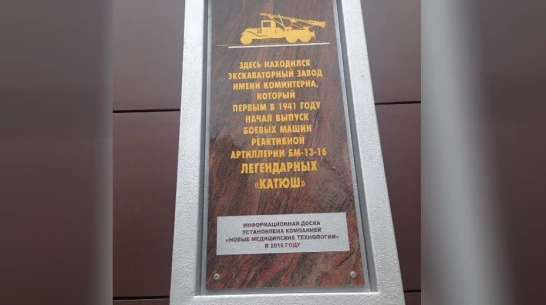 ЗДЕСЬ НАХОДИЛСЯ
ЭКСКАВАТОРНЫЙ ЗАВОД
ИМЕНИ КОМИНТЕРНА,
КОТОРЫЙ
ПЕРВЫМ В 1941 ГОДУ
НАЧАЛ ВЫПУСК
БОЕВЫХ МАШИН
РЕАКТИВНОЙ
АРТИЛЛЕРИИ БМ-13-16
ЛЕГЕНДАРНЫХ
«КАТЮШ»
ИНФОРМАЦИОННАЯ ДОСКА
УСТАНОВЛЕНА КОМПАНИЕЙ
«НОВЫЕ МЕДИЦИНСКИЕ ТЕХНОЛОГИИ»
В 2015 ГОДУ